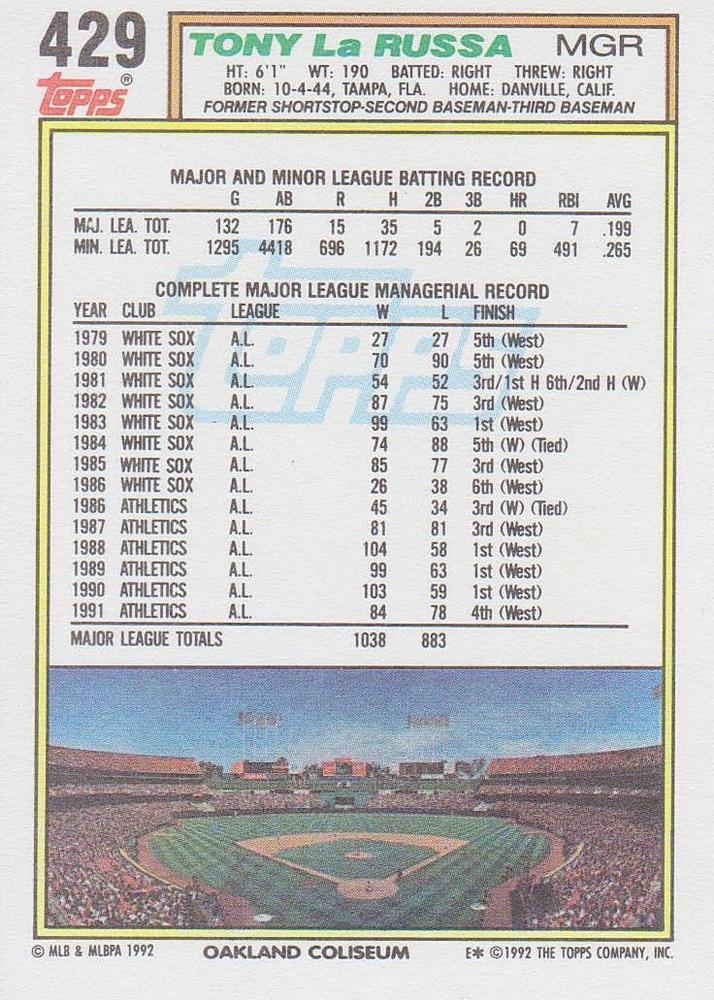 429
TONY La RUSSA MGR
topps®
HT: 6'1" WT: 190 BATTED: RIGHT THREW: RIGHT
BORN: 10-4-44, TAMPA, FLA. HOME: DANVILLE, CALIF.
FORMER SHORTSTOP-SECOND BASEMAN-THIRD BASEMAN
MAJOR AND MINOR LEAGUE BATTING RECORD
G AB R H 2B 3B HR RBI AVG
MAJ. LEA. TOT. 132 176 15 35 5 2 0 7 .199
MIN. LEA. TOT. 1295 4418 696 1172 194 26 69 491 .265
topps
COMPLETE MAJOR LEAGUE MANAGERIAL RECORD
YEAR CLUB LEAGUE W L FINISH
1979 WHITE SOX A.L. 27 27 5th (West)
1980 WHITE SOX A.L. 70 90 5th (West)
1981 WHITE SOX A.L. 54 52 3rd/1st H 6th/2nd H (W)
1982 WHITE SOX A.L. 87 75 3rd (West)
1983 WHITE SOX A.L. 99 63 1st (West)
1984 WHITE SOX A.L. 74 88 5th (W) (Tied)
1985 WHITE SOX A.L. 85 77 3rd (West)
1986 WHITE SOX A.L. 26 38 6th (West)
1986 ATHLETICS A.L. 45 34 3rd (W) (Tied)
1987 ATHLETICS A.L. 81 81 3rd (West)
1988 ATHLETICS A.L. 104 58 1st (West)
1989 ATHLETICS A.L. 99 63 1st (West)
1990 ATHLETICS A.L. 103 59 1st (West)
1991 ATHLETICS A.L. 84 78 4th (West)
MAJOR LEAGUE TOTALS 1038 883
© MLB & MLBPA 1992 OAKLAND COLISEUM E* ©1992 THE TOPPS COMPANY, INC.